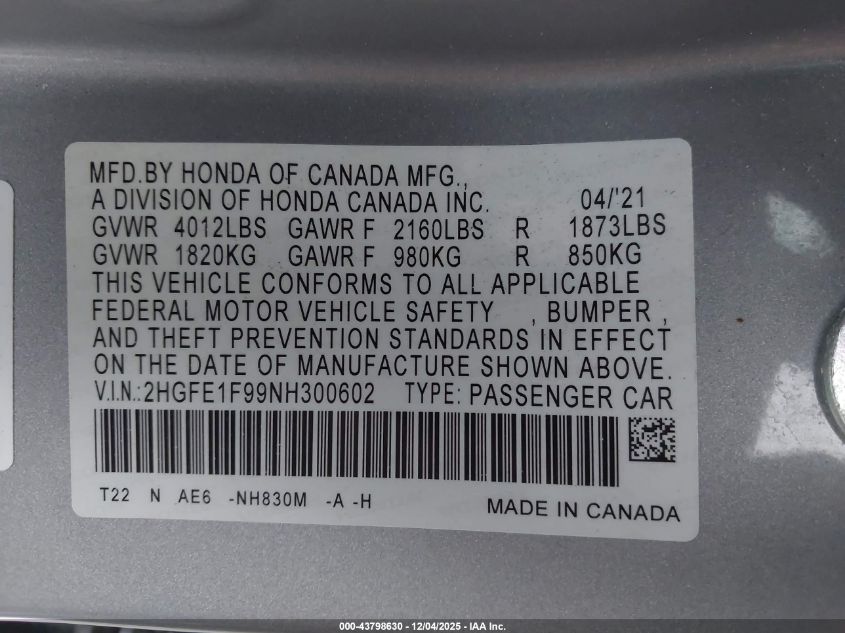 MFD.BY HONDA OF CANADA MFG.,
A DIVISION OF HONDA CANADA INC. 04/'21
GVWR 4012LBS GAWR F 2160LBS R 1873LBS
GVWR 1820KG GAWR F 980KG R 850KG
THIS VEHICLE CONFORMS TO ALL APPLICABLE
FEDERAL MOTOR VEHICLE SAFETY , BUMPER ,
AND THEFT PREVENTION STANDARDS IN EFFECT
ON THE DATE OF MANUFACTURE SHOWN ABOVE.
V.I.N.:2HGFE1F99NH300602 TYPE: PASSENGER CAR
T22 N AE6 -NH830M -A -H
MADE IN CANADA
000-43798630 - 12/04/2025 - IAA Inc.